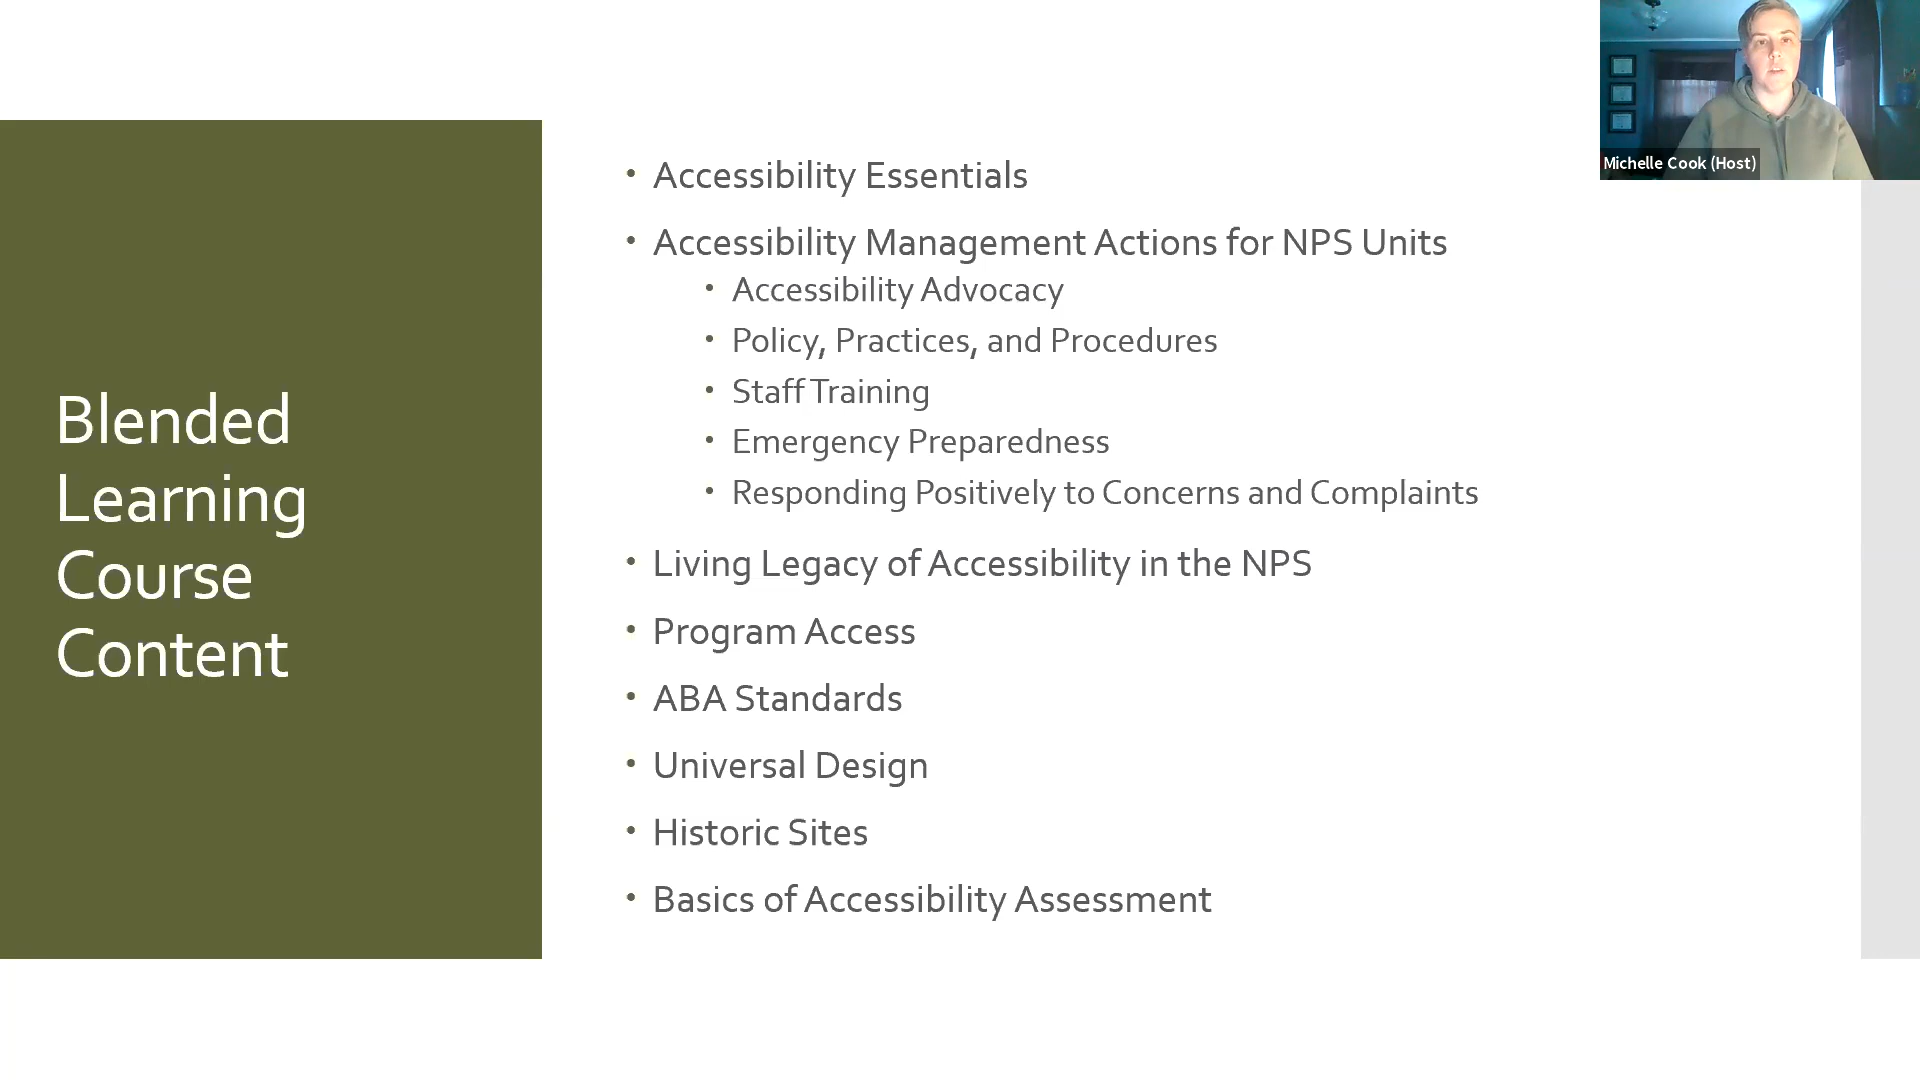 Blended
Learning
Course
Content
• Accessibility Essentials
• Accessibility Management Actions for NPS Units
• Accessibility Advocacy
• Policy, Practices, and Procedures
• Staff Training
• Emergency Preparedness
• Responding Positively to Concerns and Complaints
• Living Legacy of Accessibility in the NPS
• Program Access
• ABA Standards
• Universal Design
• Historic Sites
• Basics of Accessibility Assessment
Michelle Cook (Host)